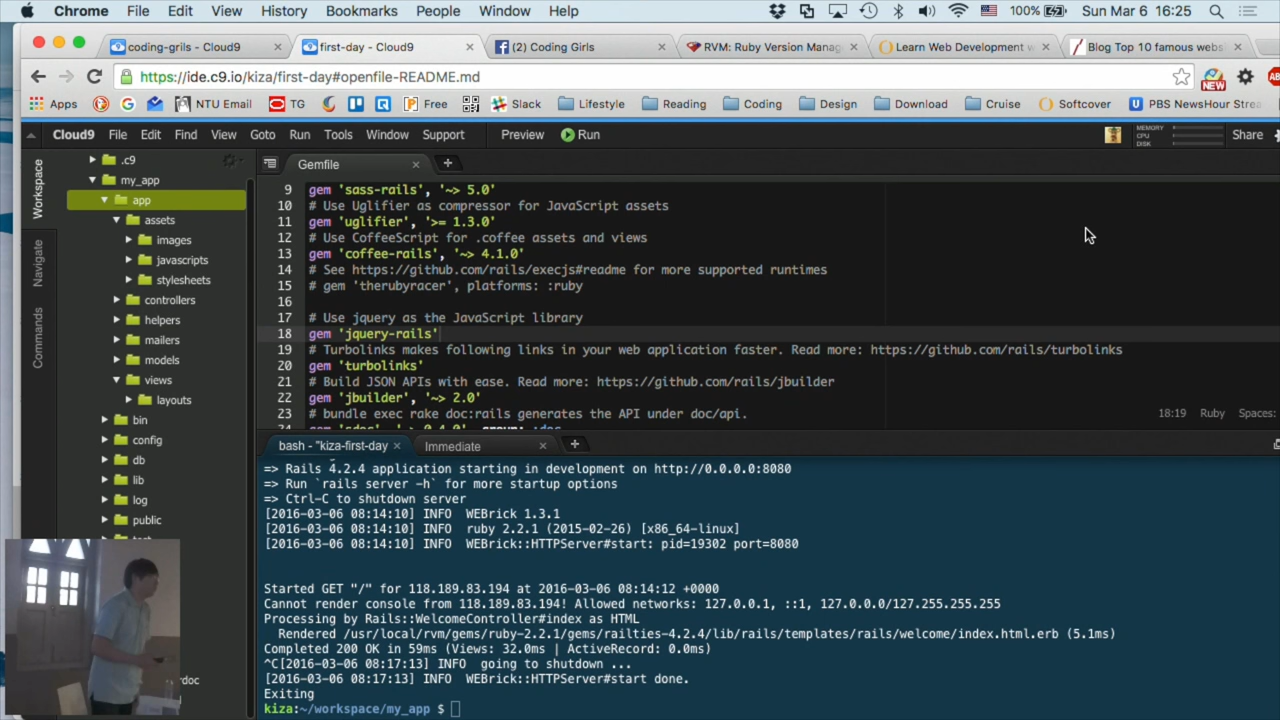 Chrome File Edit View History Bookmarks People Window Help 100% Sun Mar 6 16:25
coding-grils - Cloud9 × first-day - Cloud9 × (2) Coding Girls × RVM: Ruby Version Manag × Learn Web Development w × Blog Top 10 famous webs ×
https://ide.c9.io/kiza/first-day#openfile-README.md
NEW
Apps NTU Email TG Free Slack Lifestyle Reading Coding Design Download Cruise Softcover PBS NewsHour Strea
Cloud9 File Edit Find View Goto Run Tools Window Support Preview Run MEMORY CPU DISK Share
Workspace
Navigate
Commands
.c9
my_app
app
assets
images
javascripts
stylesheets
controllers
helpers
mailers
models
views
layouts
bin
config
db
lib
log
public
Gemfile ×
9 gem 'sass-rails', '~> 5.0'
10 # Use Uglifier as compressor for JavaScript assets
11 gem 'uglifier', '>= 1.3.0'
12 # Use CoffeeScript for .coffee assets and views
13 gem 'coffee-rails', '~> 4.1.0'
14 # See https://github.com/rails/execjs#readme for more supported runtimes
15 # gem 'therubyracer', platforms: :ruby
16
17 # Use jquery as the JavaScript library
18 gem 'jquery-rails'
19 # Turbolinks makes following links in your web application faster. Read more: https://github.com/rails/turbolinks
20 gem 'turbolinks'
21 # Build JSON APIs with ease. Read more: https://github.com/rails/jbuilder
22 gem 'jbuilder', '~> 2.0'
23 # bundle exec rake doc:rails generates the API under doc/api.
18:19 Ruby Spaces:
bash - "kiza-first-day × Immediate ×
=> Rails 4.2.4 application starting in development on http://0.0.0.0:8080
=> Run `rails server -h` for more startup options
=> Ctrl-C to shutdown server
[2016-03-06 08:14:10] INFO  WEBrick 1.3.1
[2016-03-06 08:14:10] INFO  ruby 2.2.1 (2015-02-26) [x86_64-linux]
[2016-03-06 08:14:10] INFO  WEBrick::HTTPServer#start: pid=19302 port=8080
Started GET "/" for 118.189.83.194 at 2016-03-06 08:14:12 +0000
Cannot render console from 118.189.83.194! Allowed networks: 127.0.0.1, ::1, 127.0.0.0/127.255.255.255
Processing by Rails::WelcomeController#index as HTML
Rendered /usr/local/rvm/gems/ruby-2.2.1/gems/railties-4.2.4/lib/rails/templates/rails/welcome/index.html.erb (5.1ms)
Completed 200 OK in 59ms (Views: 32.0ms | ActiveRecord: 0.0ms)
^C[2016-03-06 08:17:13] INFO  going to shutdown ...
[2016-03-06 08:17:13] INFO  WEBrick::HTTPServer#start done.
Exiting
kiza:~/workspace/my_app $